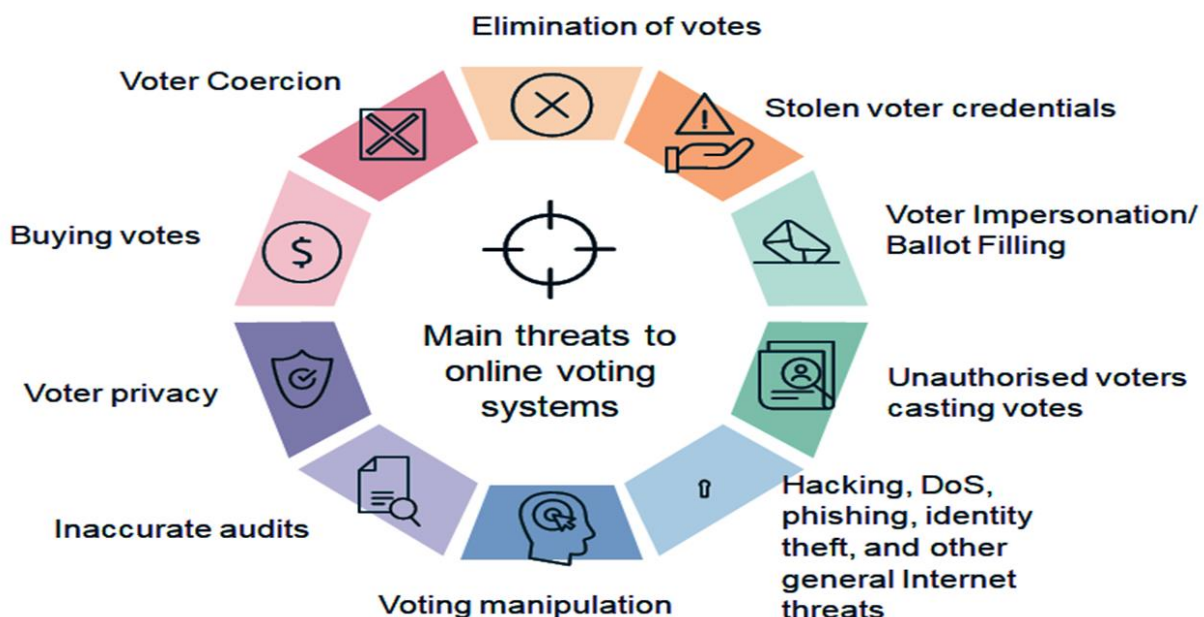 Elimination of votes
Voter Coercion
Stolen voter credentials
Buying votes
$
Voter Impersonation/
Ballot Filling
Main threats to
online voting
systems
Voter privacy
Unauthorised voters
casting votes
Inaccurate audits
Hacking, DoS,
phishing, identity
theft, and other
general Internet
threats
Voting manipulation